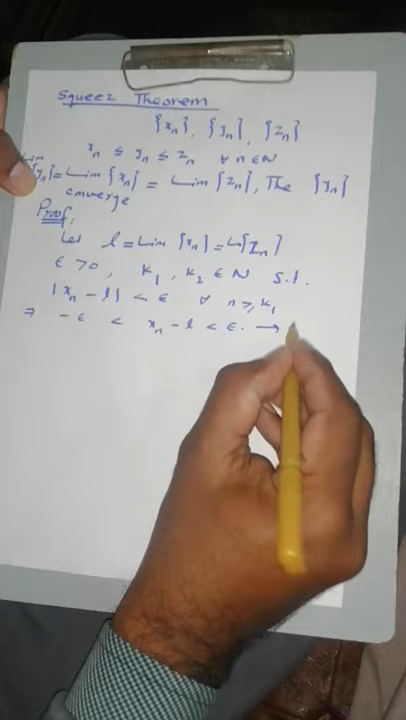 Squeez Theorem
{xn}, {yn}, {zn}
xn ≤ yn ≤ zn ∀ n ∈ N
Lim {yn} = Lim {xn} = Lim {zn}, The {yn}
converge
Proof:
Let l = Lim {xn} = {zn}
ε > 0, k1, k2 ∈ N s.t.
|xn - l| < ε ∀ n ≥ k1
⇒ -ε < xn - l < ε. →